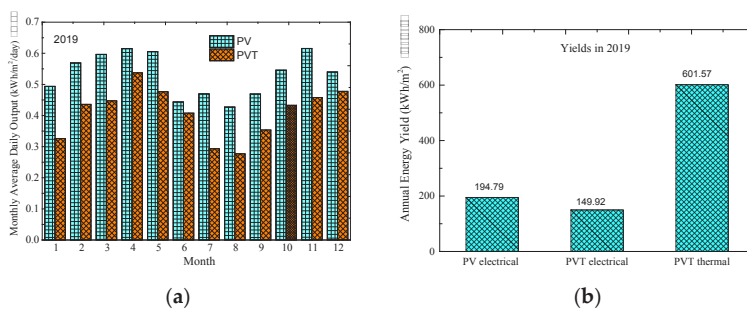 2019
PV
PVT
Monthly Average Daily Output (kWh/m²/day)
0.7
0.6
0.5
0.4
0.3
0.2
0.1
0.0
1 2 3 4 5 6 7 8 9 10 11 12
Month
(a)
Yields in 2019
Annual Energy Yield (kWh/m²)
800
600
400
200
0
194.79
149.92
601.57
PV electrical PVT electrical PVT thermal
(b)